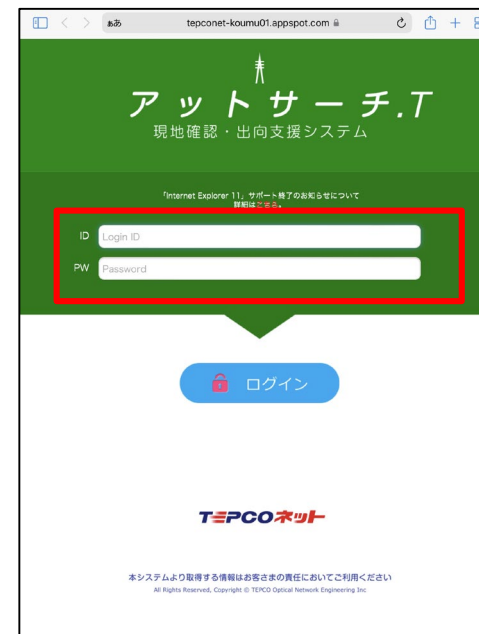 ぁあ
tepconet-koumu01.appspot.com
アットサーチ.T
現地確認・出向支援システム
「Internet Explorer 11」サポート終了のお知らせについて
詳細はこちら。
ID Login ID
PW Password
ログイン
TEPCOネット
本システムより取得する情報はお客さまの責任においてご利用ください
All Rights Reserved, Copyright © TEPCO Optical Network Engineering Inc